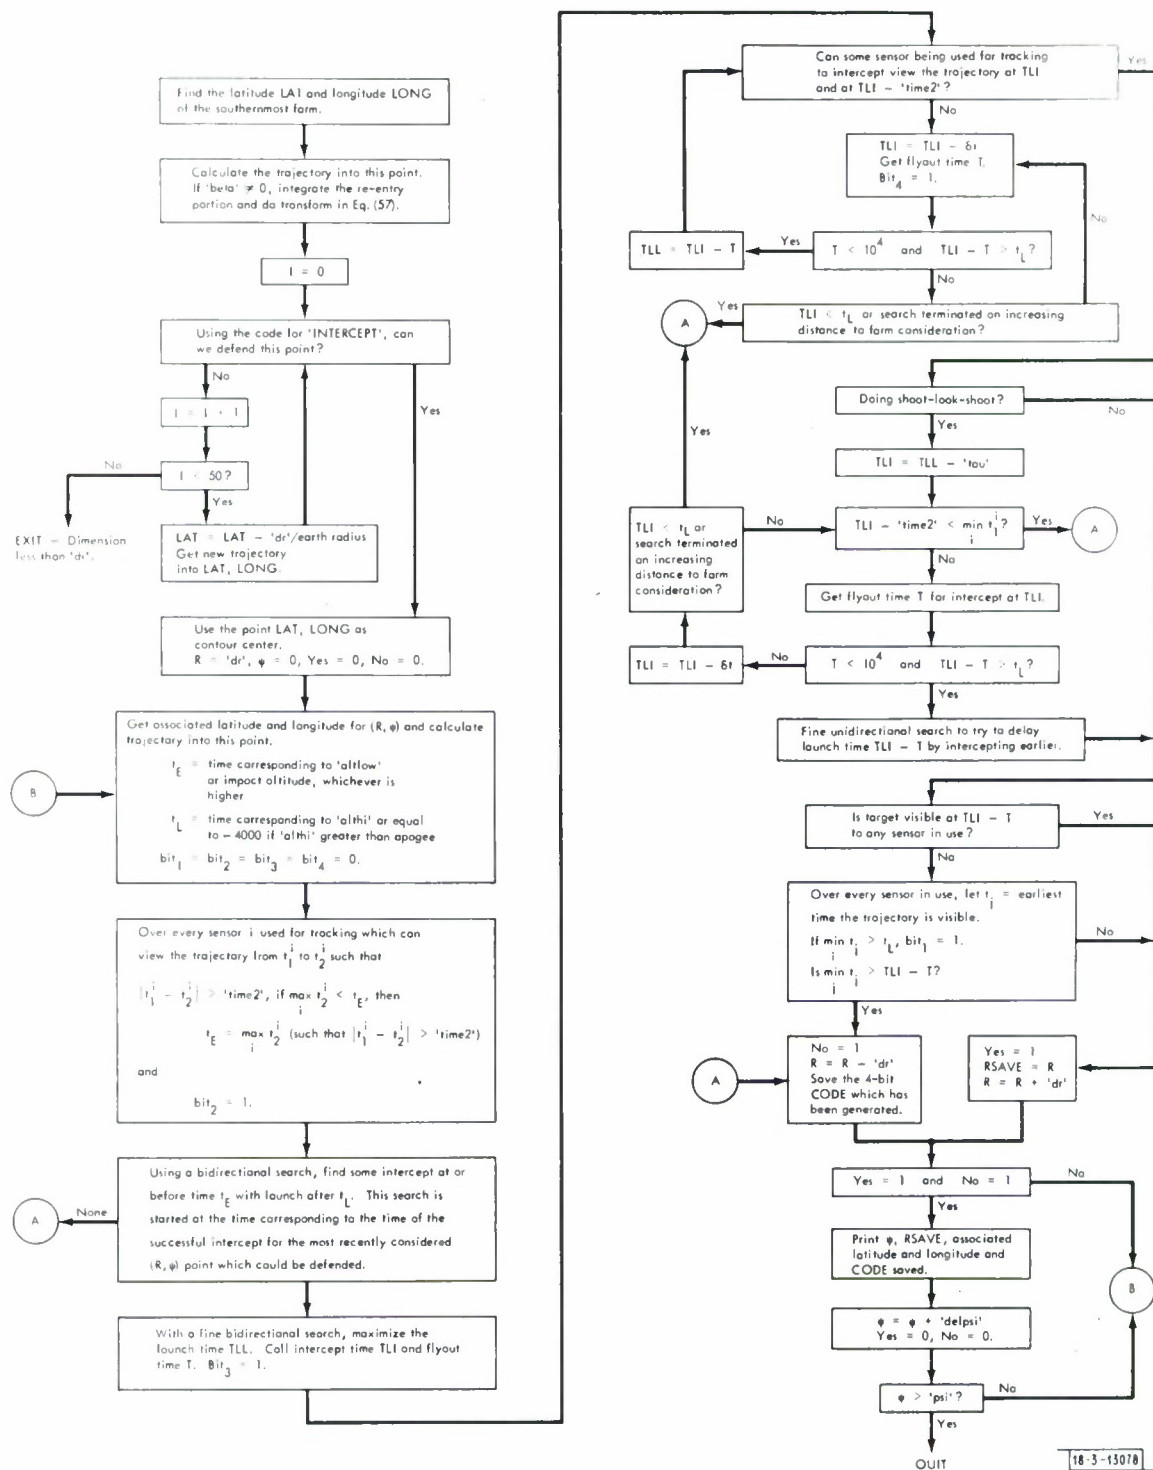 Find the latitude LAT and longitude LONG
of the southernmost farm.
Calculate the trajectory into this point.
If 'beta' ≠ 0, integrate the re-entry
portion and do transform in Eq. (57).
I = 0
Using the code for 'INTERCEPT', can
we defend this point?
No
Yes
I = I + 1
I < 50?
No
Yes
EXIT – Dimension
less than 'dr'.
LAT = LAT – 'dr'/earth radius
Get new trajectory
into LAT, LONG.
Use the point LAT, LONG as
contour center.
R = 'dr', ψ = 0, Yes = 0, No = 0.
B
Get associated latitude and longitude for (R, ψ) and calculate
trajectory into this point.
t_E = time corresponding to 'altlow'
or impact altitude, whichever is
higher
t_L = time corresponding to 'althi' or equal
to – 4000 if 'althi' greater than apogee
bit_1 = bit_2 = bit_3 = bit_4 = 0.
Over every sensor i used for tracking which can
view the trajectory from t_1^i to t_2^i such that
|t_1^i – t_2^i| > 'time2', if max_i t_2^i < t_E, then
t_E = max_i t_2^i (such that |t_1^i – t_2^i| > 'time2')
and
bit_2 = 1.
Using a bidirectional search, find some intercept at or
before time t_E with launch after t_L. This search is
started at the time corresponding to the time of the
successful intercept for the most recently considered
(R, ψ) point which could be defended.
None
A
With a fine bidirectional search, maximize the
launch time TLL. Call intercept time TLI and flyout
time T. Bit_3 = 1.
Can some sensor being used for tracking
to intercept view the trajectory at TLI
and at TLI – 'time2'?
Yes
No
TLI = TLI – δt
Get flyout time T.
Bit_4 = 1.
No
TLL = TLI – T
Yes
T < 10^4 and TLI – T > t_L?
No
A
Yes
TLI < t_L or search terminated on increasing
distance to farm consideration?
Doing shoot-look-shoot?
No
Yes
TLI = TLL – 'tau'
Yes
TLI < t_L or
search terminated
on increasing
distance to farm
consideration?
No
TLI – 'time2' < min_i t_1^i?
Yes
A
No
Get flyout time T for intercept at TLI.
TLI = TLI – δt
No
T < 10^4 and TLI – T > t_L?
Yes
Fine unidirectional search to try to delay
launch time TLI – T by intercepting earlier.
Is target visible at TLI – T
to any sensor in use?
Yes
No
Over every sensor in use, let t_i = earliest
time the trajectory is visible.
If min_i t_i > t_L, bit_1 = 1.
Is min_i t_i > TLI – T?
No
Yes
A
No = 1
R = R – 'dr'
Save the 4-bit
CODE which has
been generated.
Yes = 1
RSAVE = R
R = R + 'dr'
Yes = 1 and No = 1
No
Yes
Print ψ, RSAVE, associated
latitude and longitude and
CODE saved.
B
ψ = ψ + 'delpsi'
Yes = 0, No = 0.
ψ > 'psi'?
No
Yes
QUIT
18-3-13078